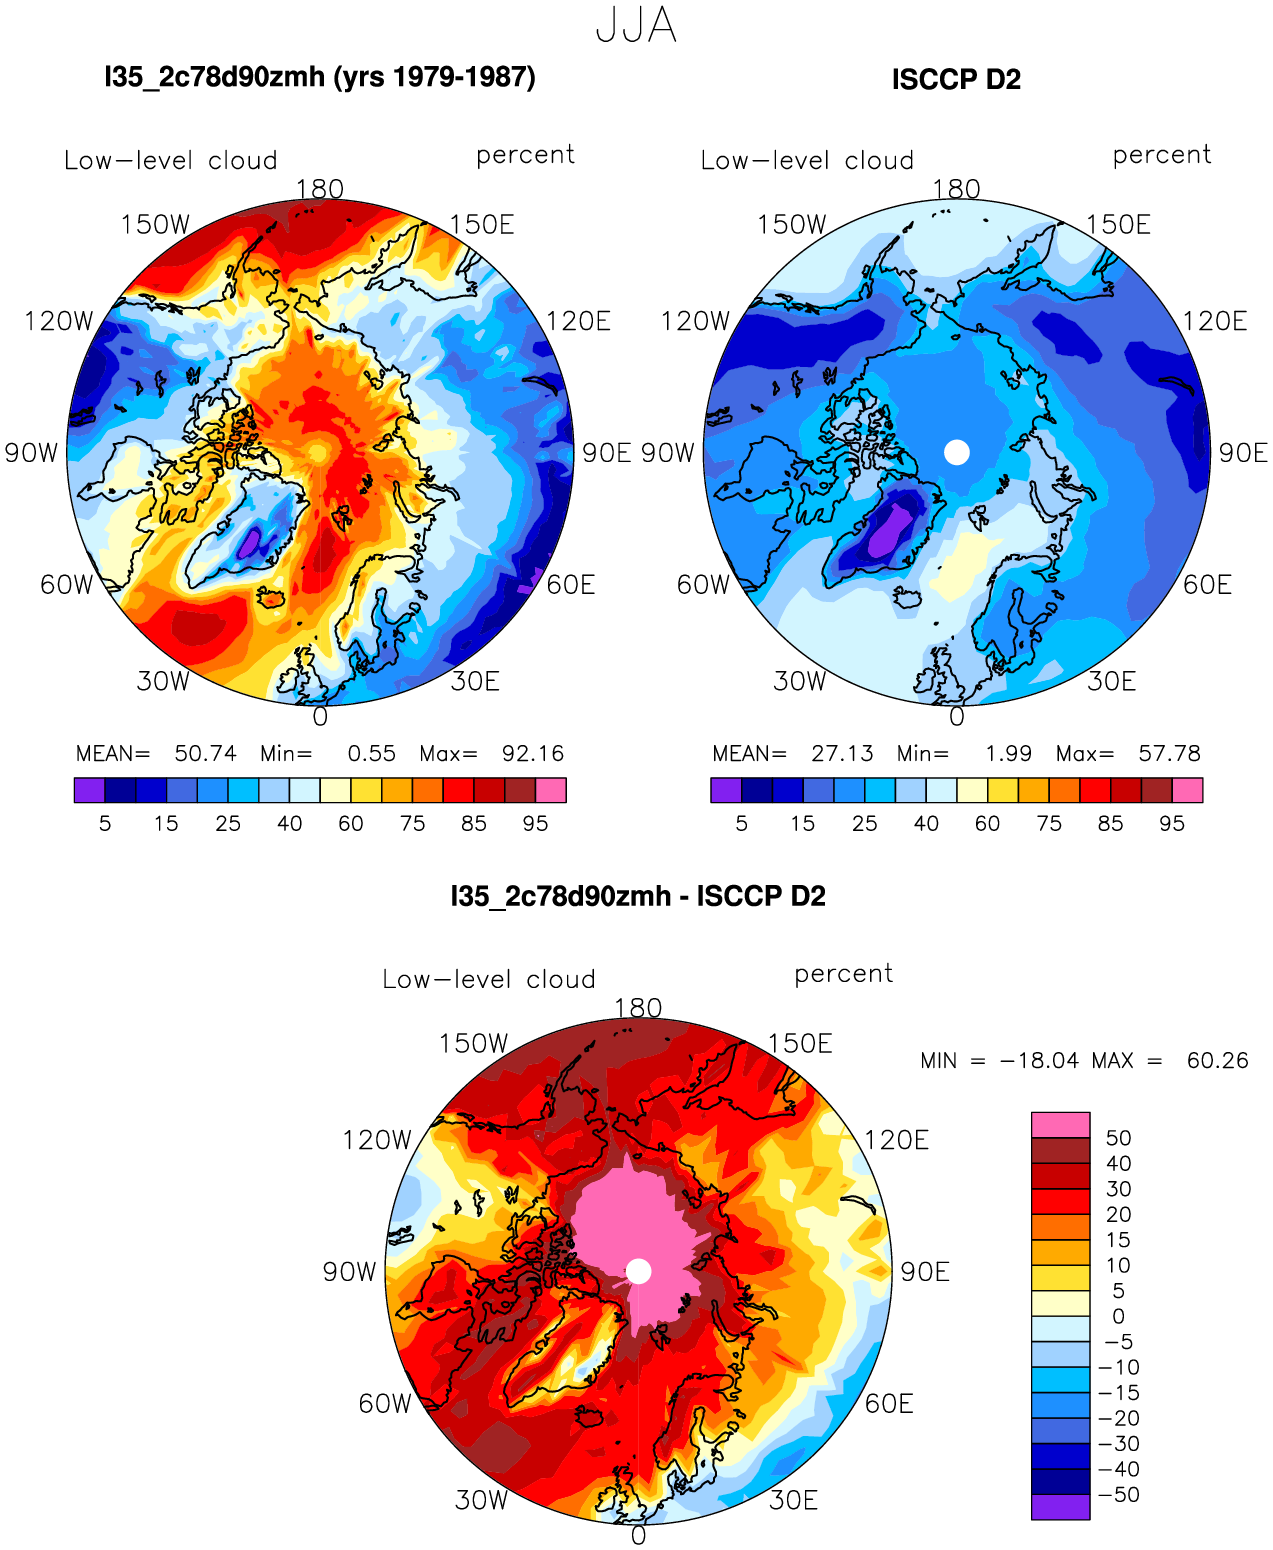 JJA
I35_2c78d90zmh (yrs 1979-1987)
ISCCP D2
Low-level cloud percent
Low-level cloud percent
180
150W 150E
120W 120E
90W 90E
60W 60E
30W 30E
0
180
150W 150E
120W 120E
90W 90E
60W 60E
30W 30E
0
MEAN= 50.74 Min= 0.55 Max= 92.16
MEAN= 27.13 Min= 1.99 Max= 57.78
5 15 25 40 60 75 85 95
5 15 25 40 60 75 85 95
I35_2c78d90zmh - ISCCP D2
Low-level cloud percent
180
150W 150E
MIN = -18.04 MAX = 60.26
120W 120E
90W 90E
60W 60E
30W 30E
0
50
40
30
20
15
10
5
0
-5
-10
-15
-20
-30
-40
-50